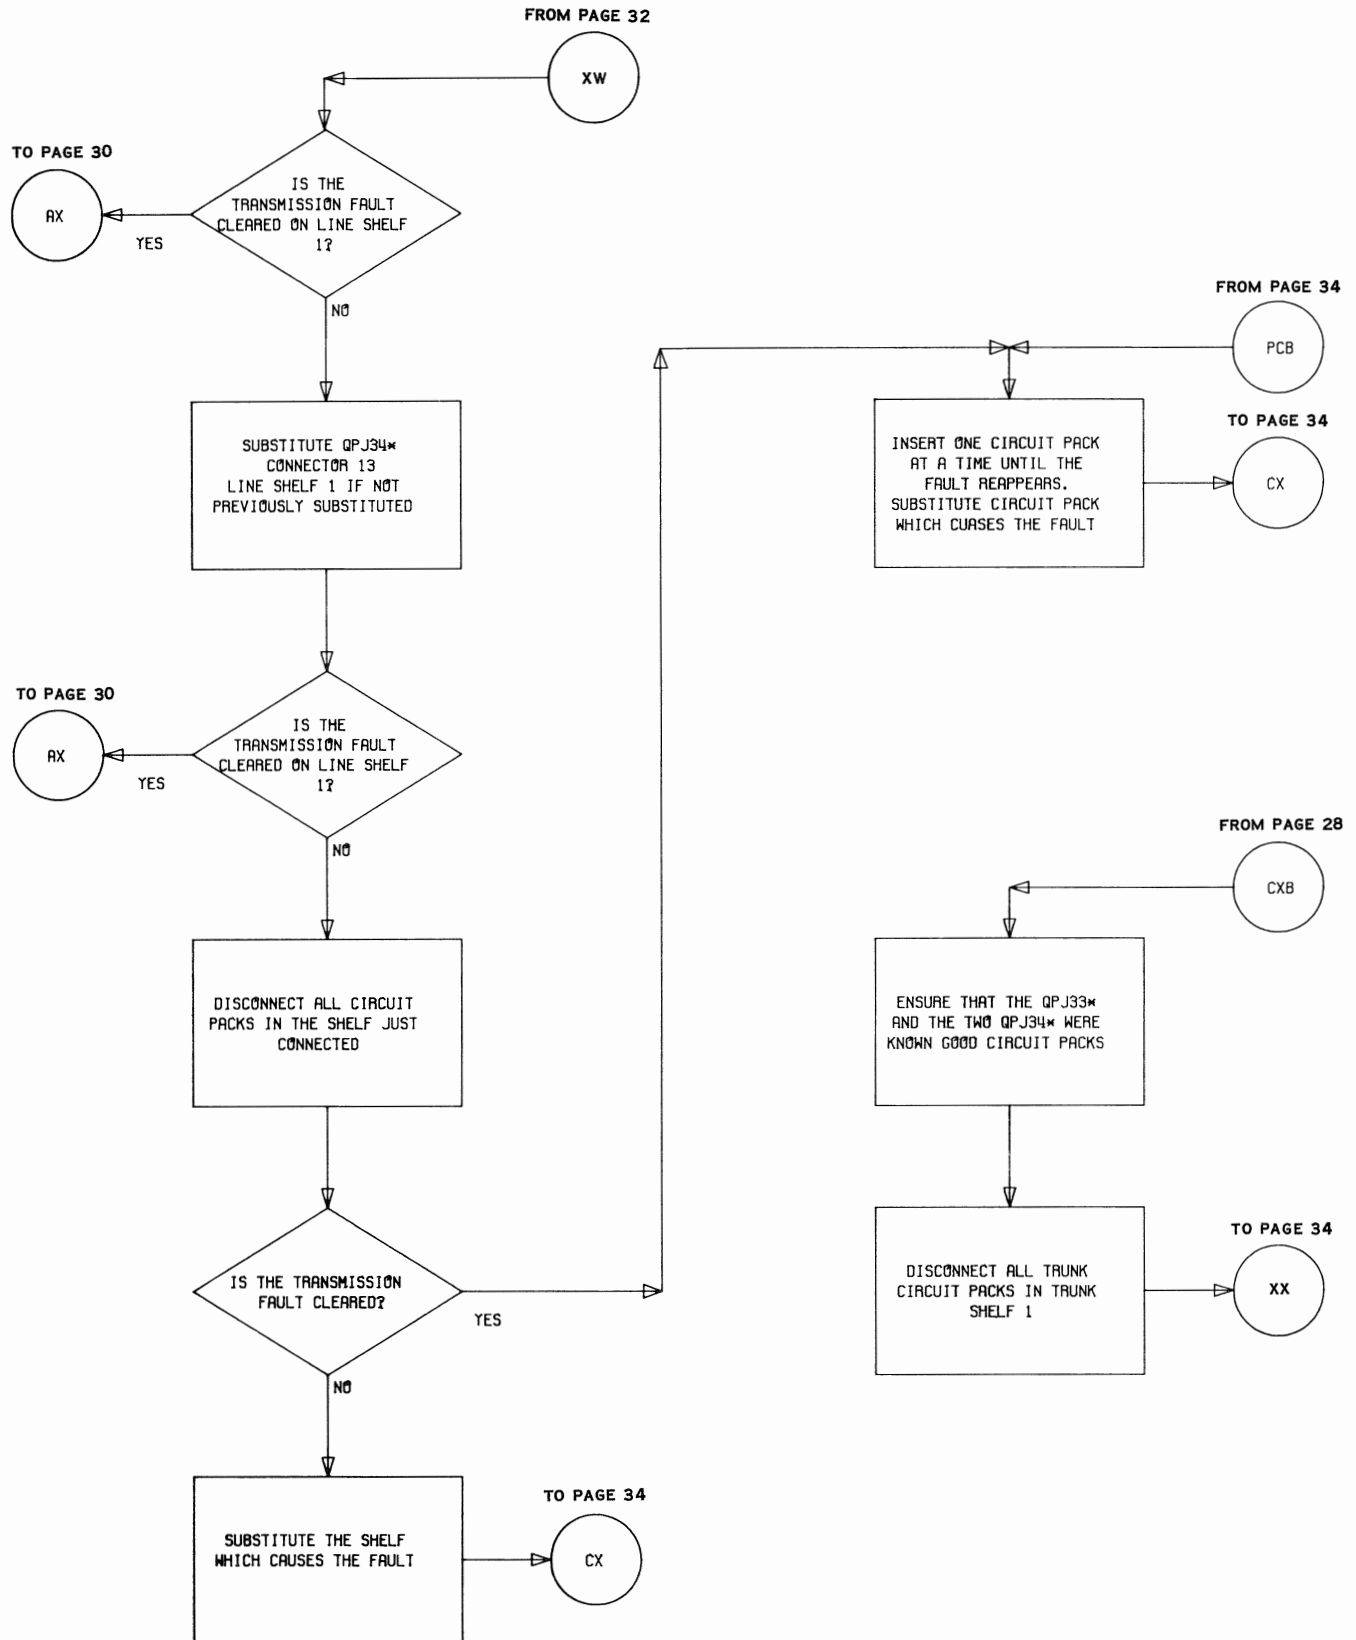 FROM PAGE 32
XW
TO PAGE 30
AX
YES
IS THE
TRANSMISSION FAULT
CLEARED ON LINE SHELF
1?
NO
SUBSTITUTE QPJ34*
CONNECTOR 13
LINE SHELF 1 IF NOT
PREVIOUSLY SUBSTITUTED
TO PAGE 30
AX
YES
IS THE
TRANSMISSION FAULT
CLEARED ON LINE SHELF
1?
NO
DISCONNECT ALL CIRCUIT
PACKS IN THE SHELF JUST
CONNECTED
IS THE TRANSMISSION
FAULT CLEARED?
YES
NO
SUBSTITUTE THE SHELF
WHICH CAUSES THE FAULT
TO PAGE 34
CX
FROM PAGE 34
PCB
INSERT ONE CIRCUIT PACK
AT A TIME UNTIL THE
FAULT REAPPEARS.
SUBSTITUTE CIRCUIT PACK
WHICH CUASES THE FAULT
TO PAGE 34
CX
FROM PAGE 28
CXB
ENSURE THAT THE QPJ33*
AND THE TWO QPJ34* WERE
KNOWN GOOD CIRCUIT PACKS
DISCONNECT ALL TRUNK
CIRCUIT PACKS IN TRUNK
SHELF 1
TO PAGE 34
XX